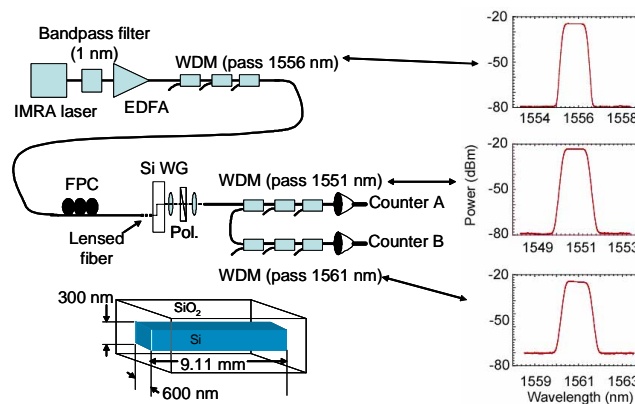 Bandpass filter
(1 nm)
WDM (pass 1556 nm)
IMRA laser
EDFA
FPC
Si WG
Lensed
fiber
Pol.
WDM (pass 1551 nm)
Counter A
Counter B
WDM (pass 1561 nm)
300 nm
SiO2
Si
9.11 mm
600 nm
-20
-50
-80
1554 1556 1558
-20
-50
-80
1549 1551 1553
Power (dBm)
-20
-50
-80
1559 1561 1563
Wavelength (nm)